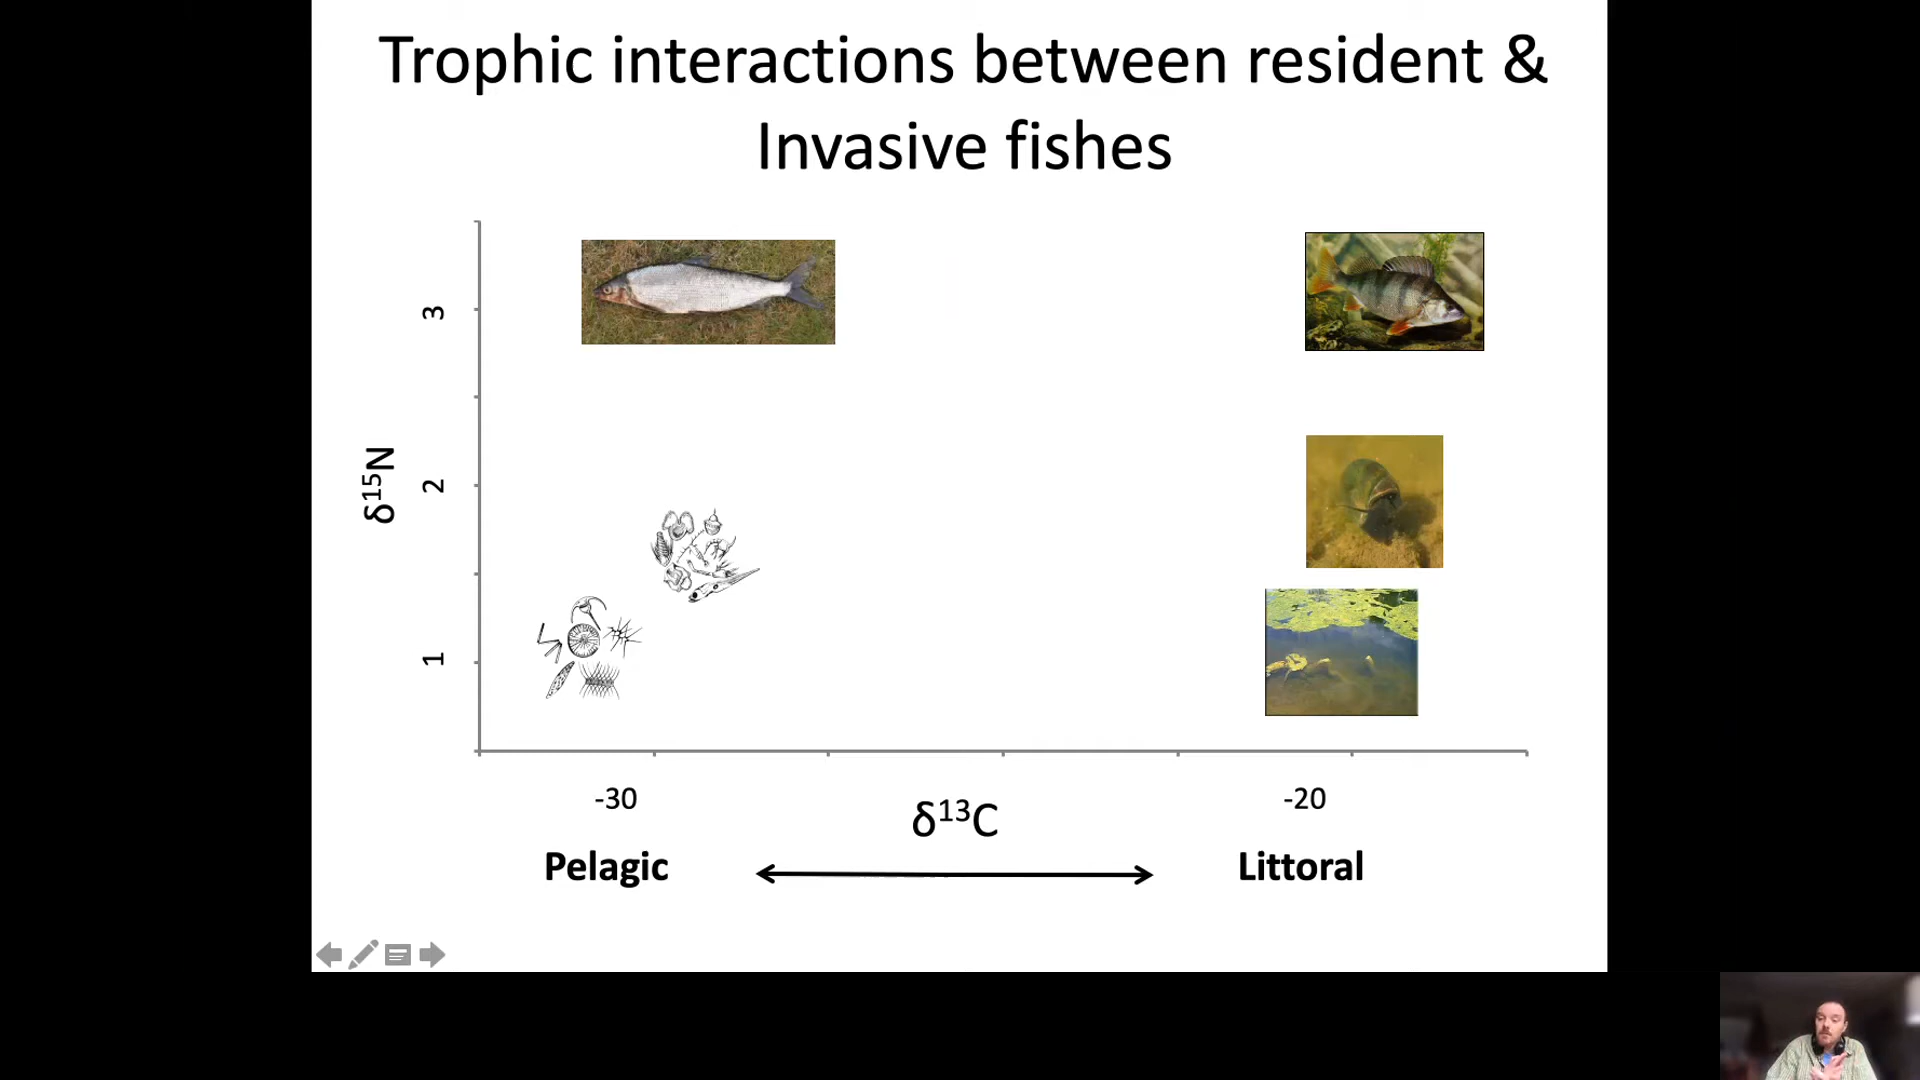 Trophic interactions between resident &
Invasive fishes
3
2
1
δ¹⁵N
-30
-20
δ¹³C
Pelagic
Littoral